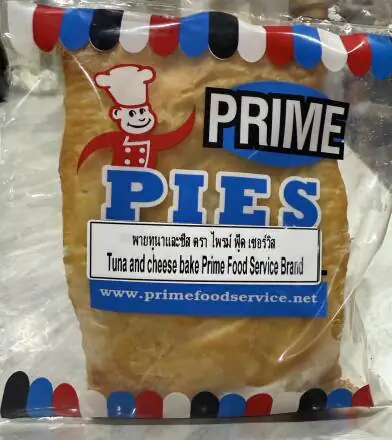 PRIME
PIES
พายทูน่าและชีส ตรา ไพรม์ ฟู้ด เซอร์วิส
Tuna and cheese bake Prime Food Service Brand
www.primefoodservice.net